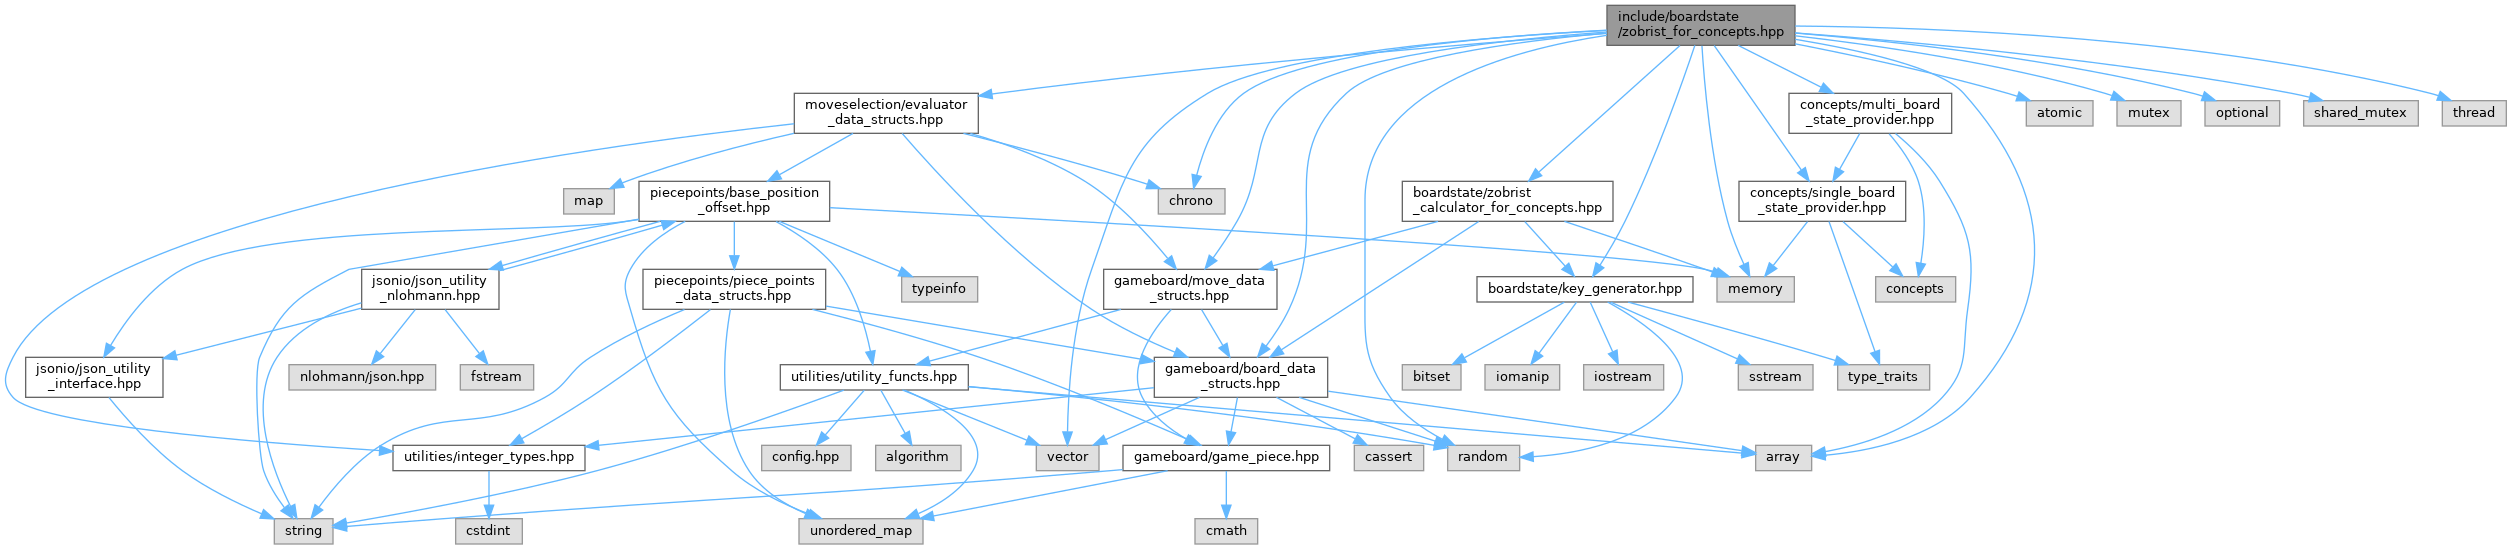 include/boardstate
/zobrist_for_concepts.hpp
moveselection/evaluator
_data_structs.hpp
concepts/multi_board
_state_provider.hpp
atomic
mutex
optional
shared_mutex
thread
map
piecepoints/base_position
_offset.hpp
chrono
boardstate/zobrist
_calculator_for_concepts.hpp
concepts/single_board
_state_provider.hpp
jsonio/json_utility
_nlohmann.hpp
piecepoints/piece_points
_data_structs.hpp
typeinfo
gameboard/move_data
_structs.hpp
boardstate/key_generator.hpp
memory
concepts
jsonio/json_utility
_interface.hpp
nlohmann/json.hpp
fstream
utilities/utility_functs.hpp
gameboard/board_data
_structs.hpp
bitset
iomanip
iostream
sstream
type_traits
utilities/integer_types.hpp
config.hpp
algorithm
vector
gameboard/game_piece.hpp
cassert
random
array
string
cstdint
unordered_map
cmath